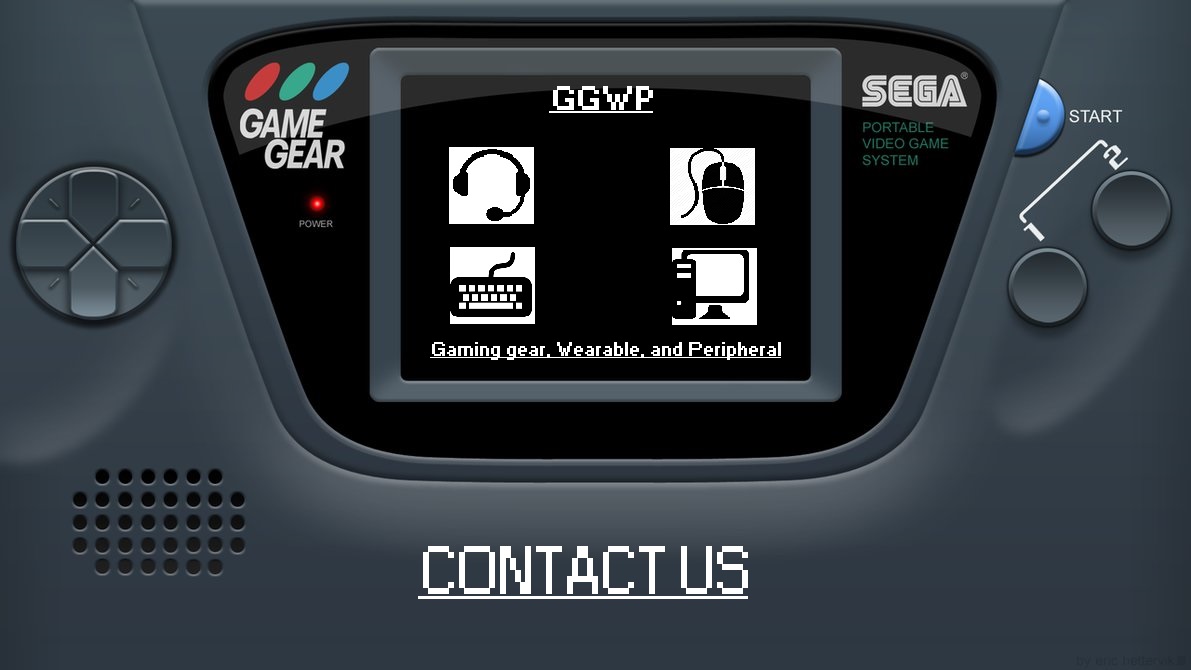 GGWP
GAME
GEAR
SEGA®
PORTABLE
VIDEO GAME
SYSTEM
START
2
1
POWER
Gaming gear, Wearable, and Peripheral
CONTACT US